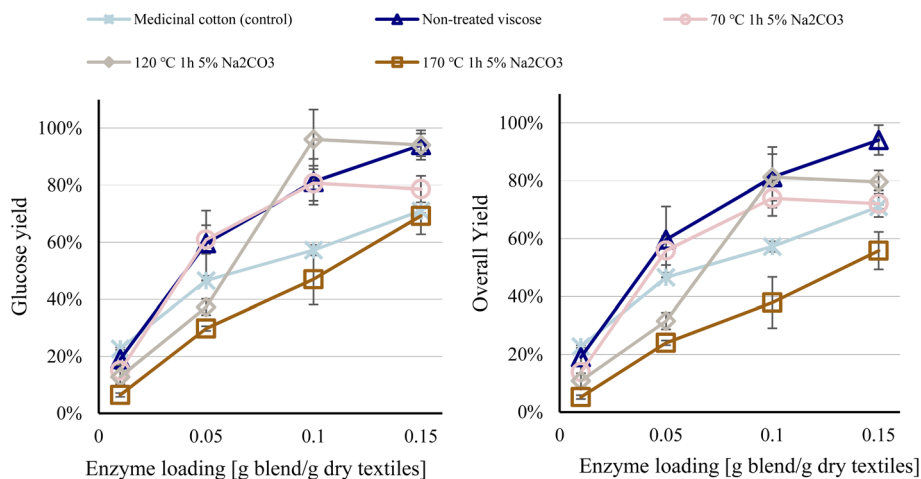 Medicinal cotton (control)
Non-treated viscose
70 °C 1h 5% Na2CO3
120 °C 1h 5% Na2CO3
170 °C 1h 5% Na2CO3
Glucose yield
100%
80%
60%
40%
20%
0%
0 0.05 0.1 0.15
Enzyme loading [g blend/g dry textiles]
Overall Yield
100%
80%
60%
40%
20%
0%
0 0.05 0.1 0.15
Enzyme loading [g blend/g dry textiles]